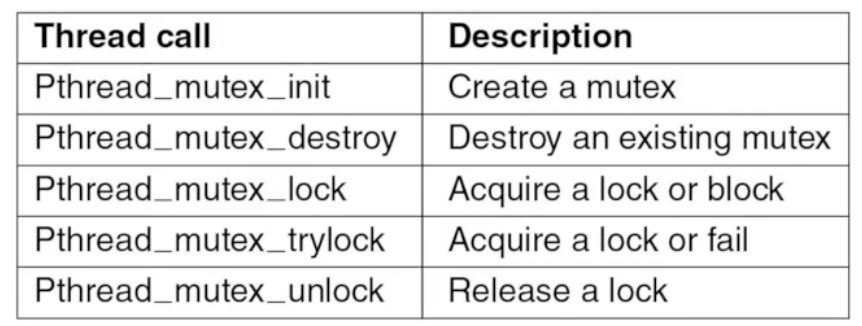 Thread call Description
Pthread_mutex_init Create a mutex
Pthread_mutex_destroy Destroy an existing mutex
Pthread_mutex_lock Acquire a lock or block
Pthread_mutex_trylock Acquire a lock or fail
Pthread_mutex_unlock Release a lock